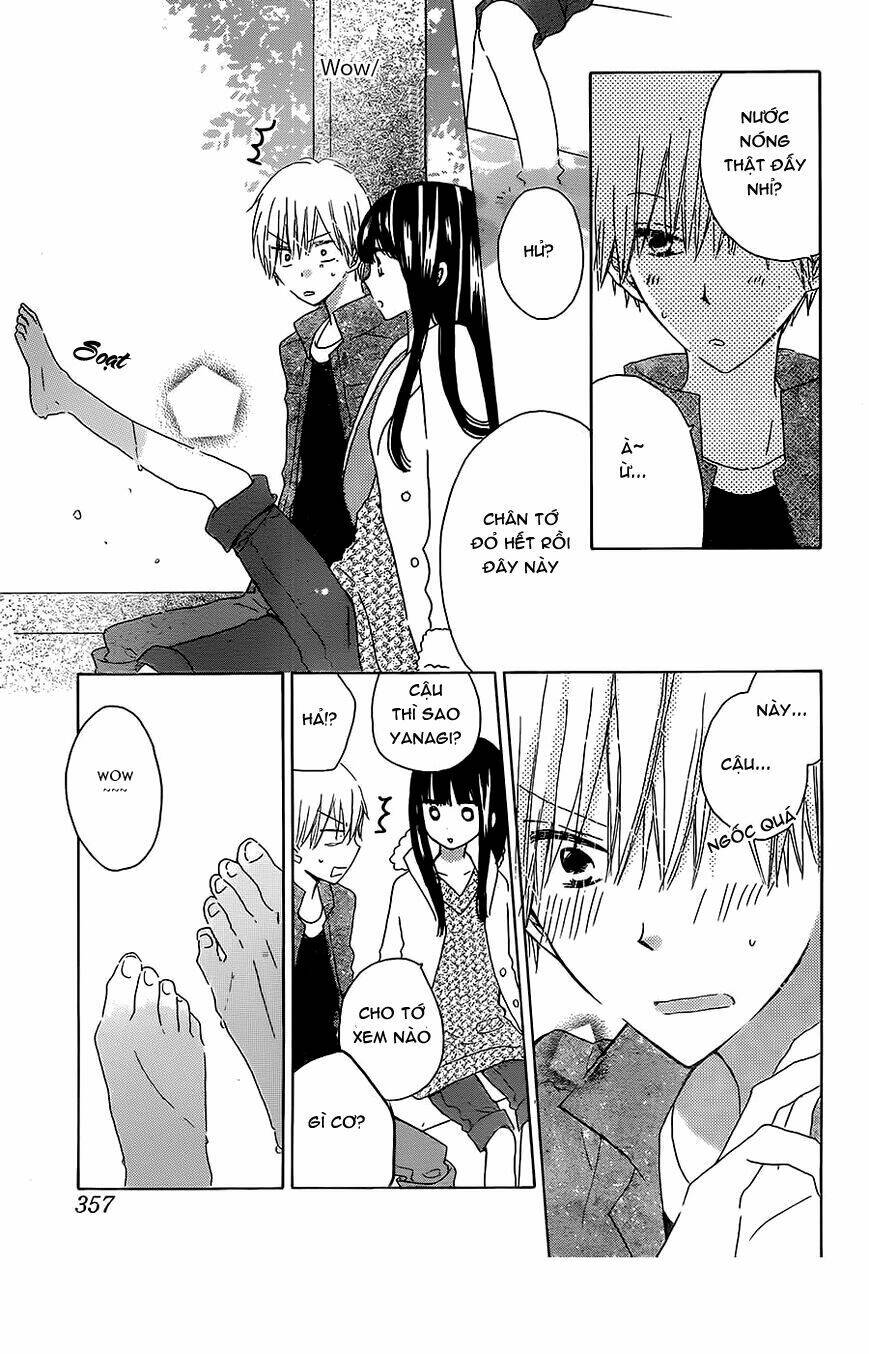 NƯỚC
NÓNG
THẬT ĐẤY
NHỈ?
À~
Ừ...
HỬ?
Wow/
Soạt
CHÂN TỚ
ĐỎ HẾT RỒI
ĐÂY NÀY
NÀY...
CẬU...
NGỐC QUÁ
CẬU
THÌ SAO
YANAGI?
HẢ!?
CHO TỚ
XEM NÀO
GÌ CƠ?
WOW
~~~
357